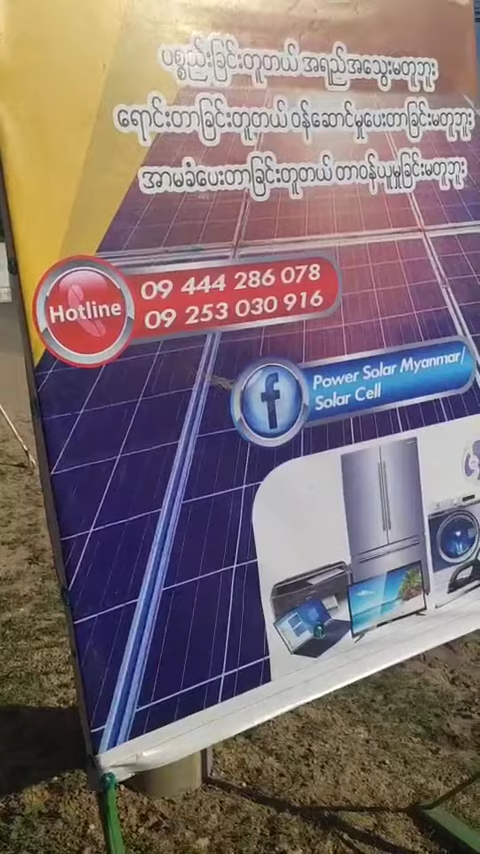 ပစ္စည်းခြင်းတူတယ် အရည်အသွေးမတူဘူး
ရောင်းတာခြင်းတူတယ် ဝန်ဆောင်မှုပေးတာခြင်းမတူဘူး
အာမခံပေးတာခြင်းတူတယ် တာဝန်ယူမှုခြင်းမတူဘူး
Hotline
09 444 286 078
09 253 030 916
Power Solar Myanmar/
Solar Cell